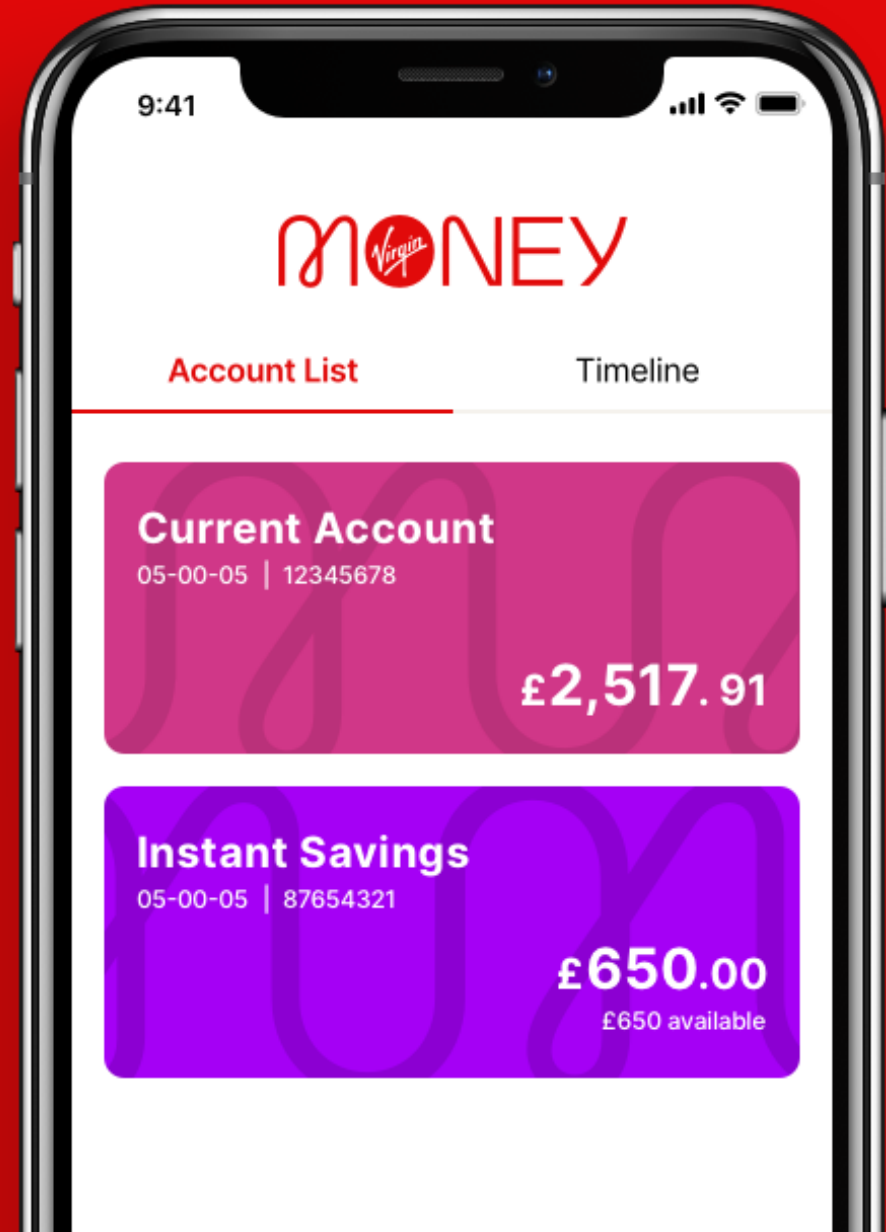 9:41
MONEY
Virgin
Account List
Timeline
Current Account
05-00-05 | 12345678
£2,517. 91
Instant Savings
05-00-05 | 87654321
£650.00
£650 available